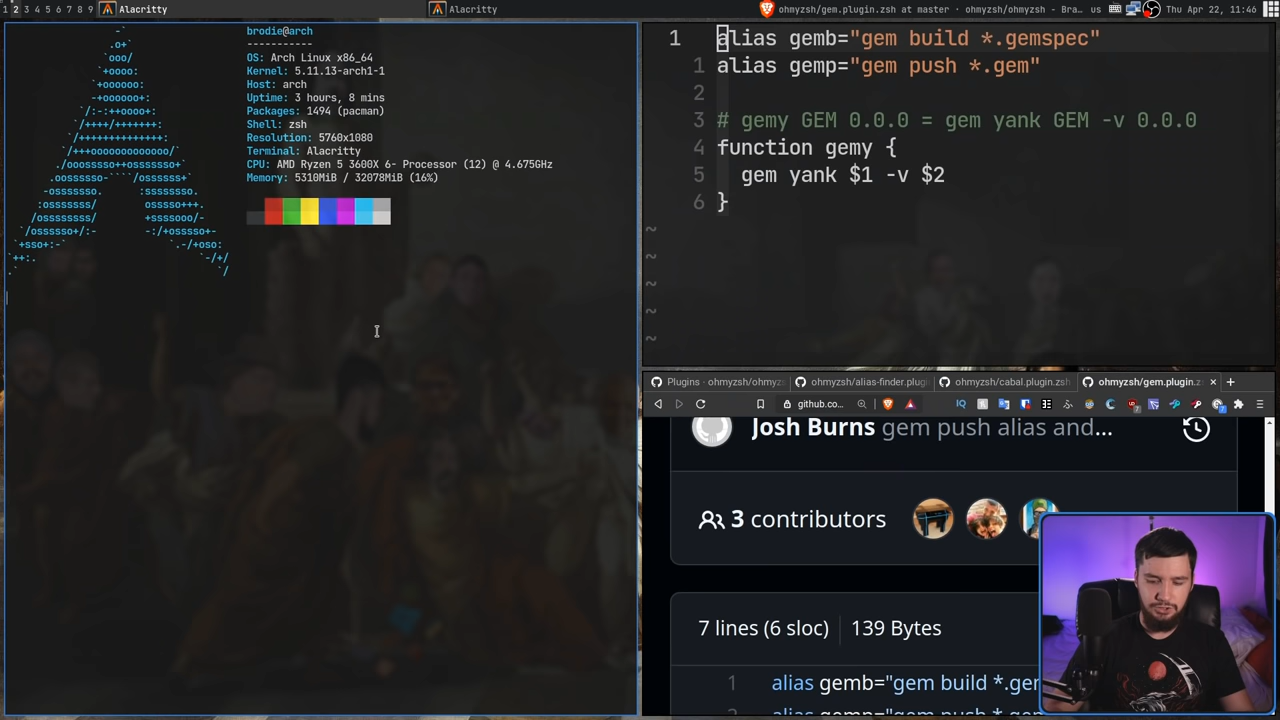 1 2 3 4 5 6 7 8 9 Alacritty Alacritty ohmyzsh/gem.plugin.zsh at master · ohmyzsh/ohmyzsh - Bra... us Thu Apr 22, 11:46
brodie@arch
-----------
OS: Arch Linux x86_64
Kernel: 5.11.13-arch1-1
Host: arch
Uptime: 3 hours, 8 mins
Packages: 1494 (pacman)
Shell: zsh
Resolution: 5760x1080
Terminal: Alacritty
CPU: AMD Ryzen 5 3600X 6- Processor (12) @ 4.675GHz
Memory: 5310MiB / 32078MiB (16%)
1 alias gemb="gem build *.gemspec"
1 alias gemp="gem push *.gem"
2
3 # gemy GEM 0.0.0 = gem yank GEM -v 0.0.0
4 function gemy {
5 gem yank $1 -v $2
6 }
~
~
~
~
~
Plugins · ohmyzsh/ohmyzs ohmyzsh/alias-finder.plugi ohmyzsh/cabal.plugin.zsh ohmyzsh/gem.plugin.z
github.co...
Josh Burns gem push alias and...
3 contributors
7 lines (6 sloc) 139 Bytes
1 alias gemb="gem build *.ger